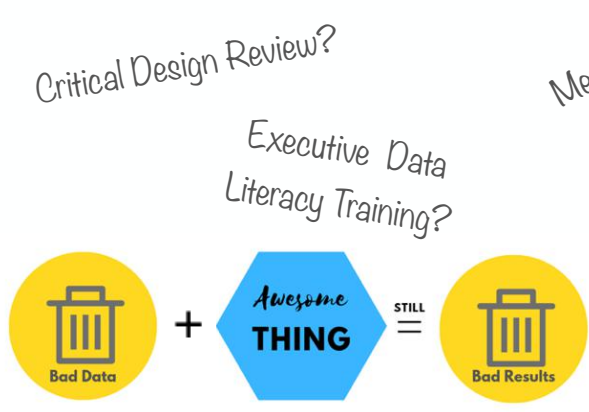 Critical Design Review?
Executive Data
Literacy Training?
Awesome
THING
+
STILL
=
Bad Data
Bad Results